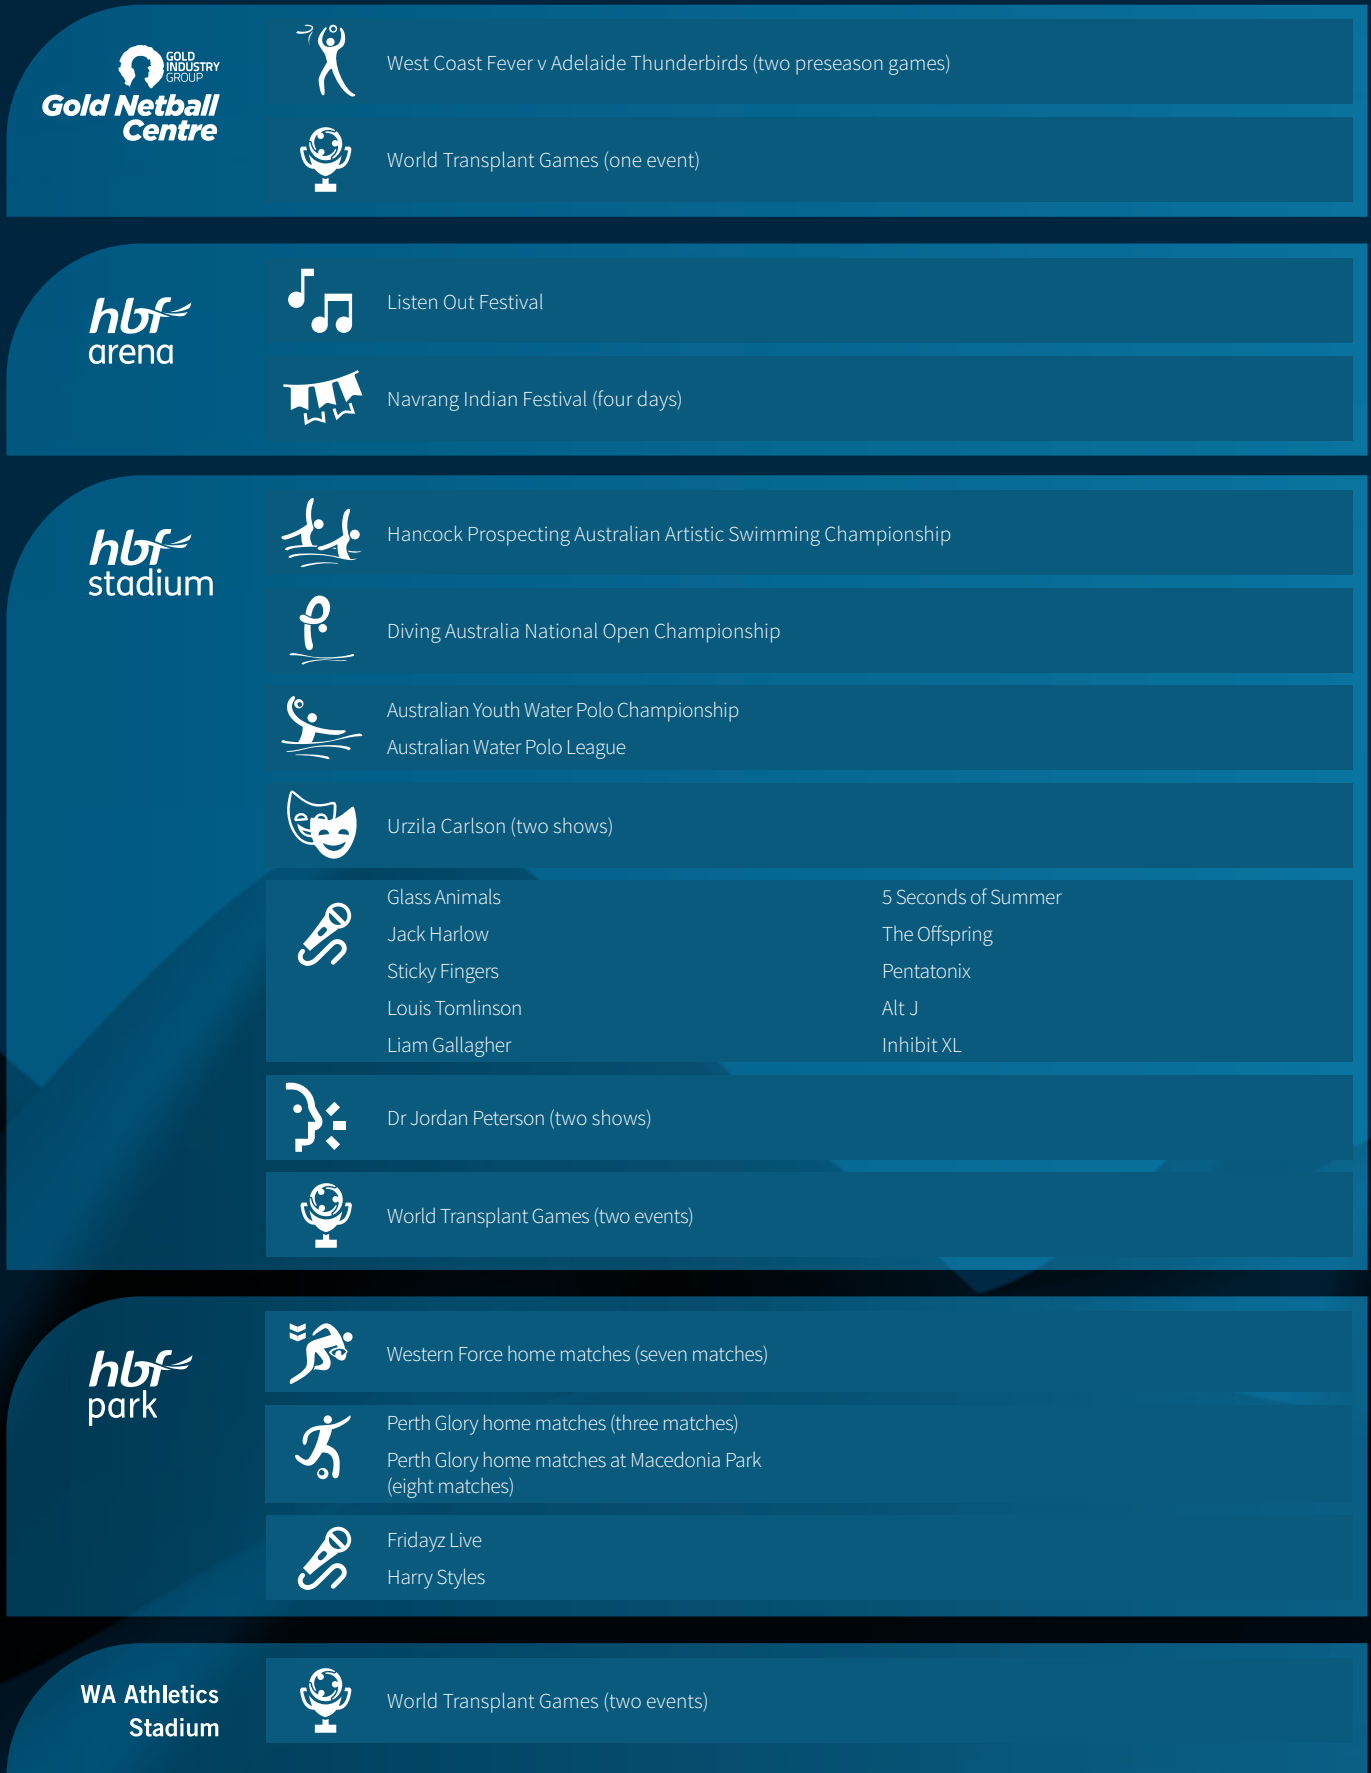 GOLD
INDUSTRY
GROUP
Gold Netball
Centre
West Coast Fever v Adelaide Thunderbirds (two preseason games)
World Transplant Games (one event)
hbf
arena
Listen Out Festival
Navrang Indian Festival (four days)
hbf
stadium
Hancock Prospecting Australian Artistic Swimming Championship
Diving Australia National Open Championship
Australian Youth Water Polo Championship
Australian Water Polo League
Urzila Carlson (two shows)
Glass Animals
Jack Harlow
Sticky Fingers
Louis Tomlinson
Liam Gallagher
5 Seconds of Summer
The Offspring
Pentatonix
Alt J
Inhibit XL
Dr Jordan Peterson (two shows)
World Transplant Games (two events)
hbf
park
Western Force home matches (seven matches)
Perth Glory home matches (three matches)
Perth Glory home matches at Macedonia Park
(eight matches)
Fridayz Live
Harry Styles
WA Athletics
Stadium
World Transplant Games (two events)